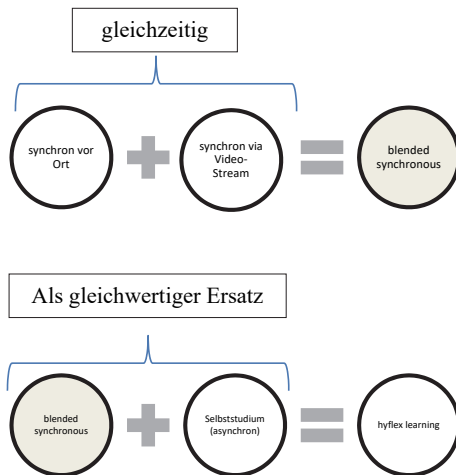 gleichzeitig
synchron vor
Ort
synchron via
Video-
Stream
blended
synchronous
Als gleichwertiger Ersatz
blended
synchronous
Selbststudium
(asynchron)
hyflex learning